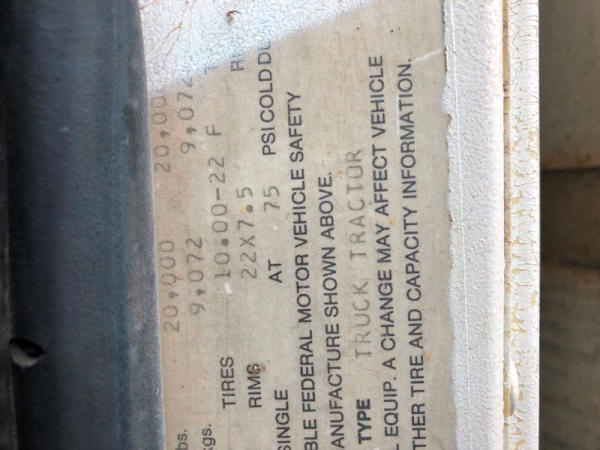 lbs. 20,000 20,00
kgs. 9,072 9,072
TIRES 10.00-22 F
RIMS 22X7.5 R
SINGLE AT 75 PSI COLD DU
BLE FEDERAL MOTOR VEHICLE SAFETY
ANUFACTURE SHOWN ABOVE.
TYPE TRUCK TRACTOR
EQUIP. A CHANGE MAY AFFECT VEHICLE
THER TIRE AND CAPACITY INFORMATION.